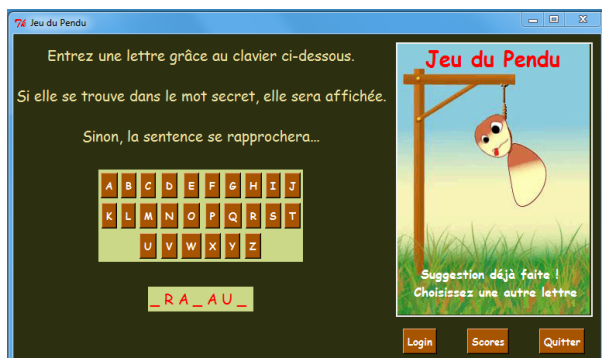 Jeu du Pendu
Entrez une lettre grâce au clavier ci-dessous.
Si elle se trouve dans le mot secret, elle sera affichée.
Sinon, la sentence se rapprochera...
A B C D E F G H I J
K L M N O P Q R S T
U V W X Y Z
_ R A _ A U _
Jeu du Pendu
Suggestion déjà faite !
Choisissez une autre lettre
Login Scores Quitter